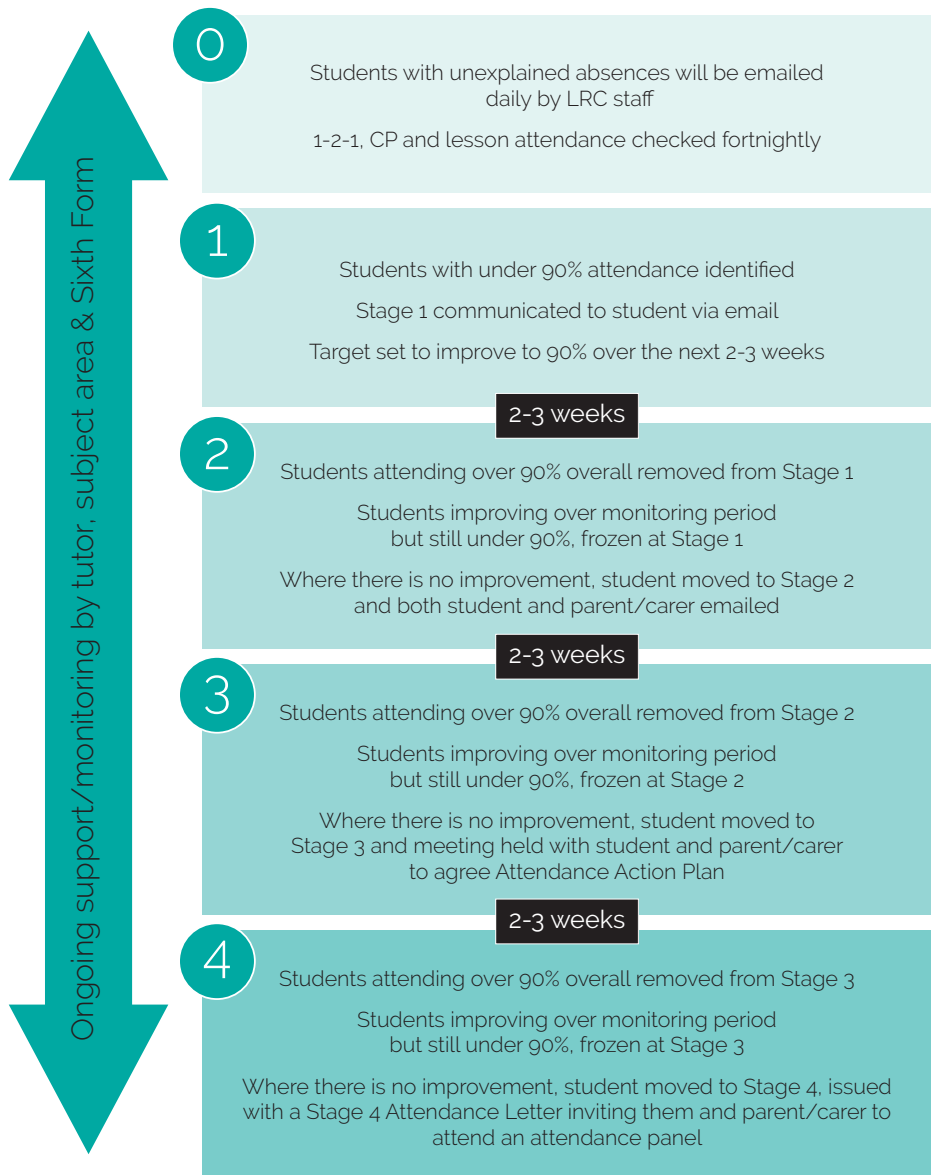 Ongoing support/monitoring by tutor, subject area & Sixth Form
0
Students with unexplained absences will be emailed
daily by LRC staff
1-2-1, CP and lesson attendance checked fortnightly
1
Students with under 90% attendance identified
Stage 1 communicated to student via email
Target set to improve to 90% over the next 2-3 weeks
2-3 weeks
2
Students attending over 90% overall removed from Stage 1
Students improving over monitoring period
but still under 90%, frozen at Stage 1
Where there is no improvement, student moved to Stage 2
and both student and parent/carer emailed
2-3 weeks
3
Students attending over 90% overall removed from Stage 2
Students improving over monitoring period
but still under 90%, frozen at Stage 2
Where there is no improvement, student moved to
Stage 3 and meeting held with student and parent/carer
to agree Attendance Action Plan
2-3 weeks
4
Students attending over 90% overall removed from Stage 3
Students improving over monitoring period
but still under 90%, frozen at Stage 3
Where there is no improvement, student moved to Stage 4, issued
with a Stage 4 Attendance Letter inviting them and parent/carer to
attend an attendance panel